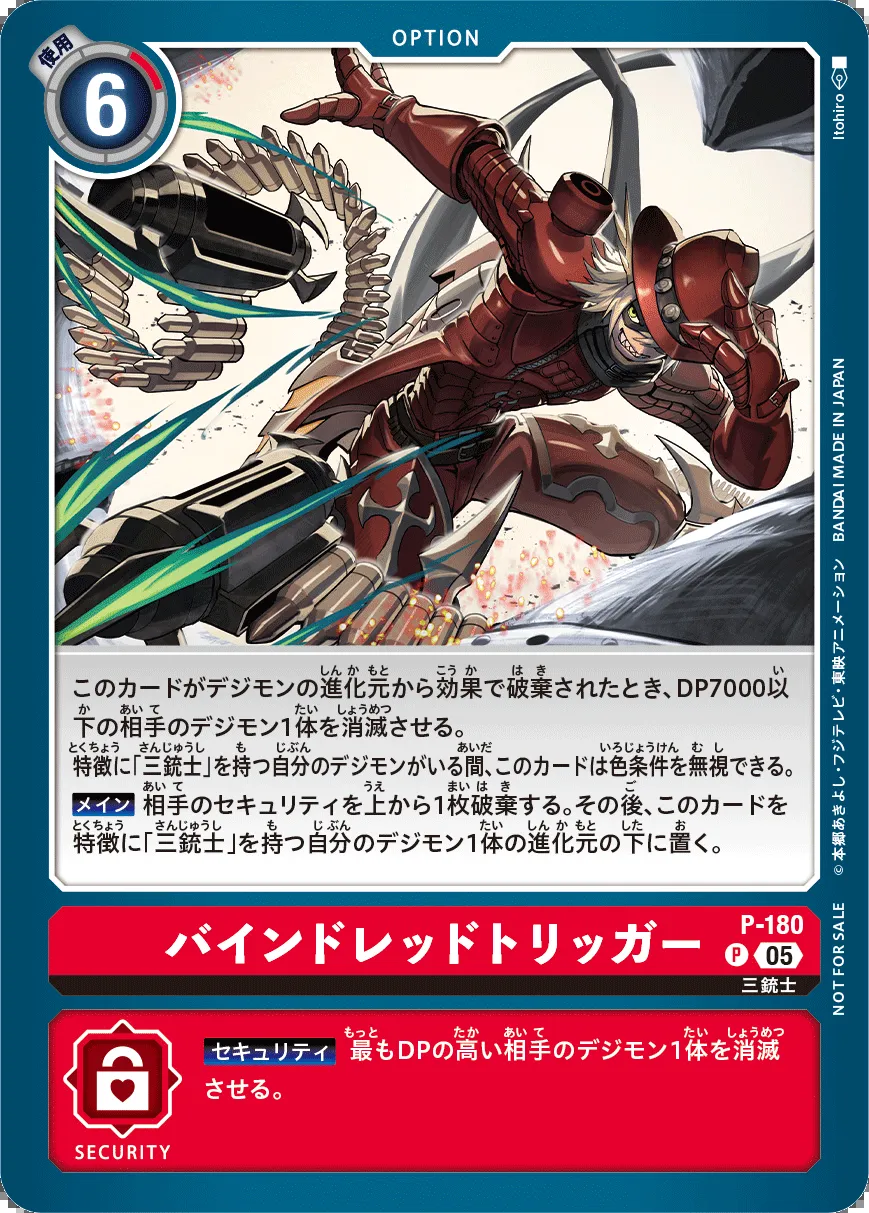 OPTION
使用
6
Itohiro
このカードがデジモンの進化元から効果で破棄されたとき、DP7000以
下の相手のデジモン1体を消滅させる。
特徴に「三銃士」を持つ自分のデジモンがいる間、このカードは色条件を無視できる。
メイン 相手のセキュリティを上から1枚破棄する。その後、このカードを
特徴に「三銃士」を持つ自分のデジモン1体の進化元の下に置く。
©本郷あきよし・フジテレビ・東映アニメーション BANDAI MADE IN JAPAN
NOT FOR SALE
バインドレッドトリッガー
P-180
P 05
三銃士
セキュリティ 最もDPの高い相手のデジモン1体を消滅
させる。
SECURITY